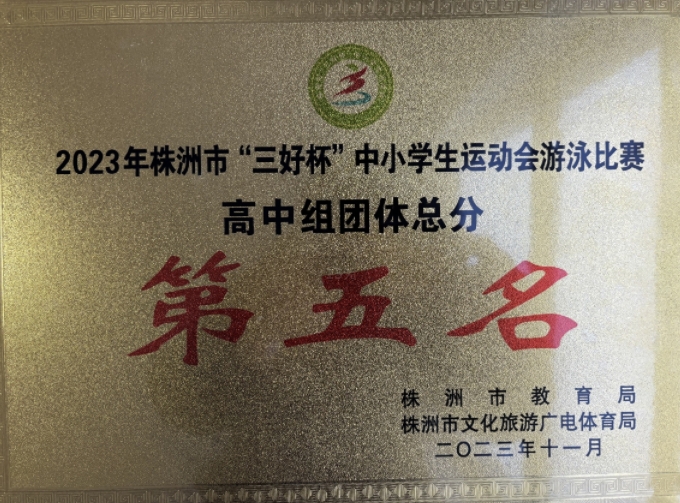 2023年株洲市“三好杯”中小学生运动会游泳比赛
高中组团体总分
第五名
株洲市教育局
株洲市文化旅游广电体育局
二〇二三年十一月